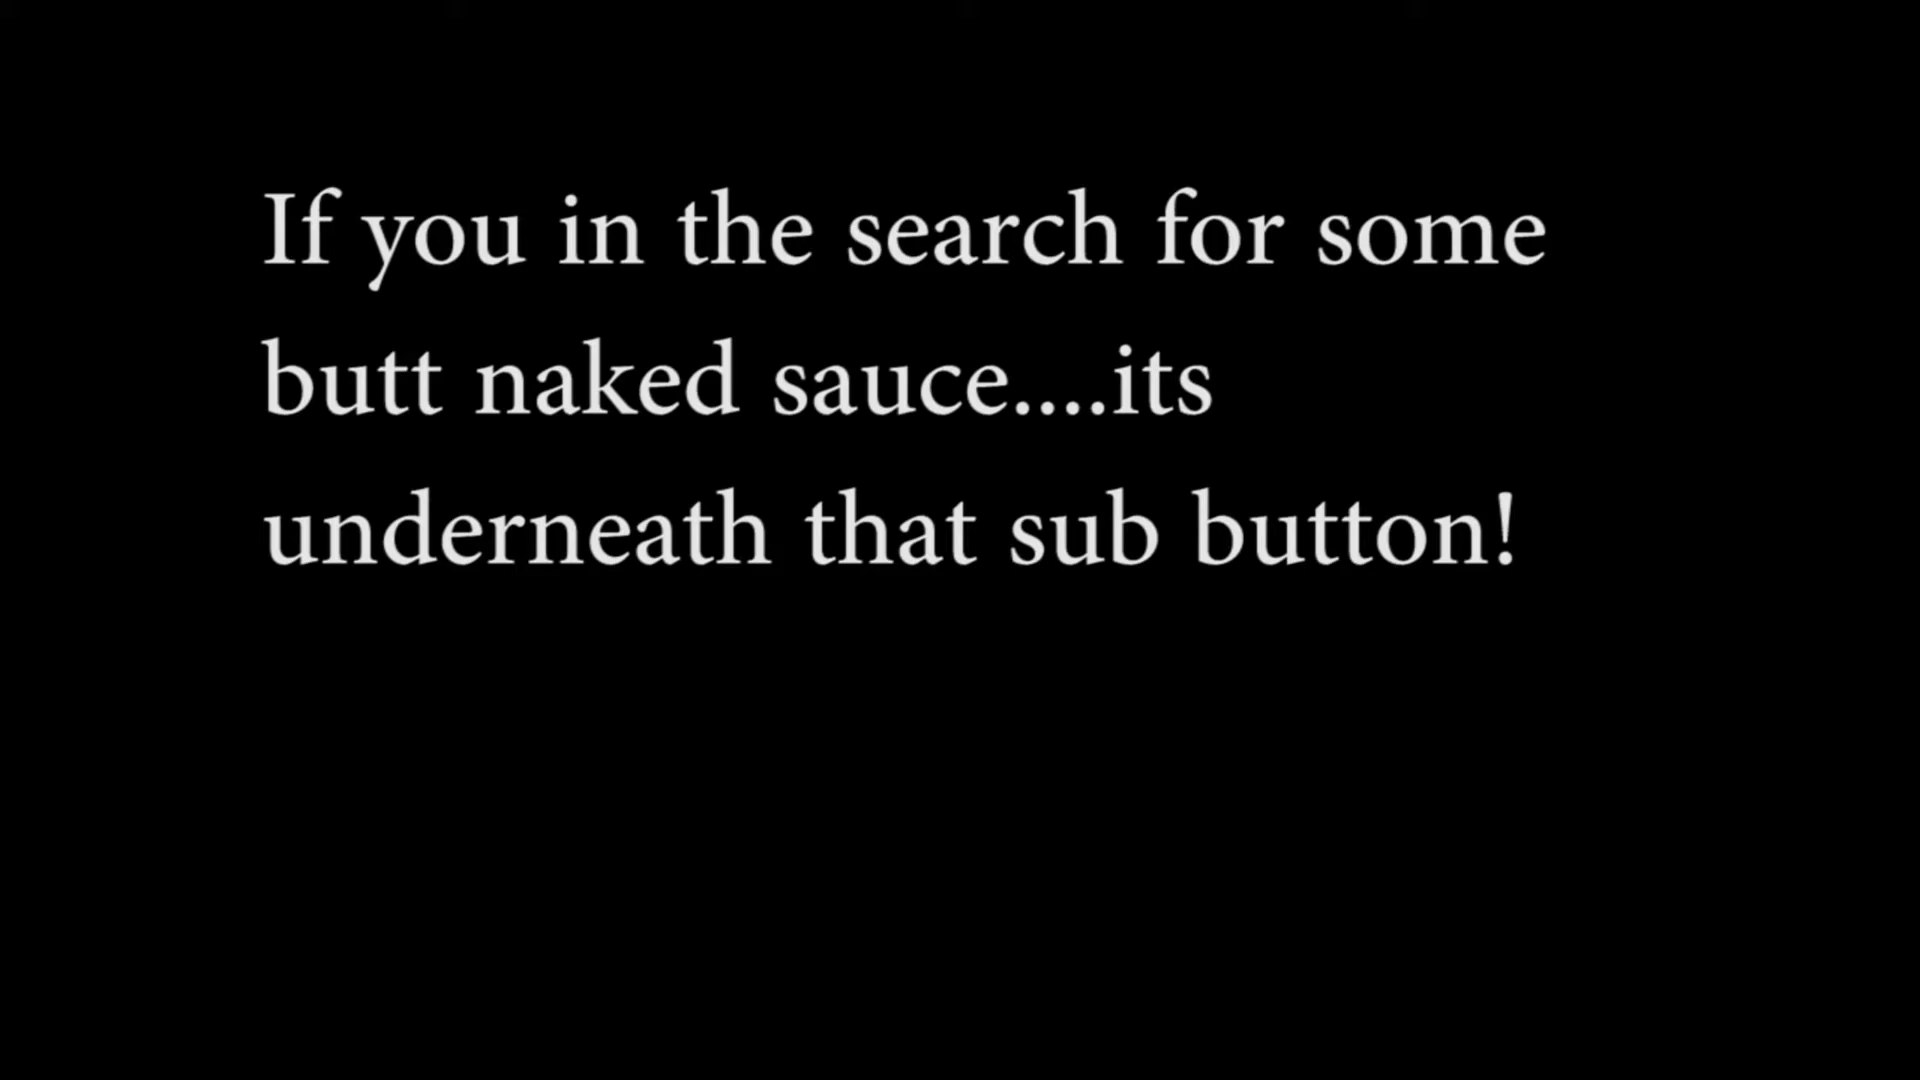 If you in the search for some
butt naked sauce....its
underneath that sub button!